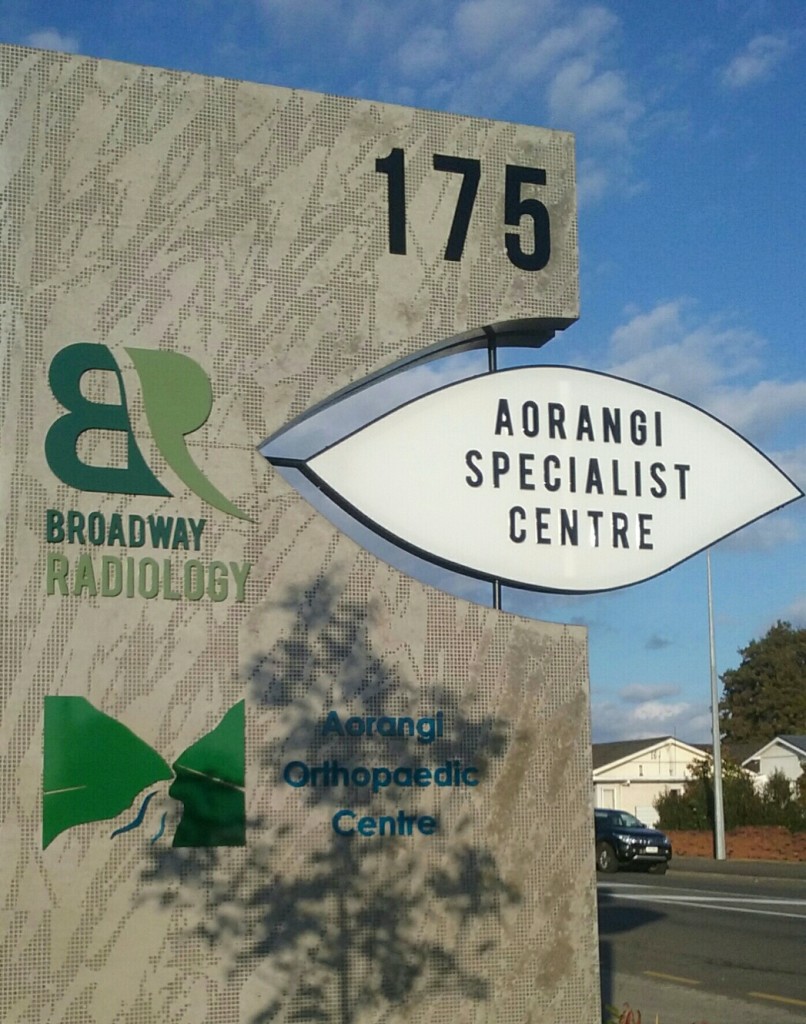 175
AORANGI
SPECIALIST
CENTRE
BR
BROADWAY
RADIOLOGY
Aorangi
Orthopaedic
Centre